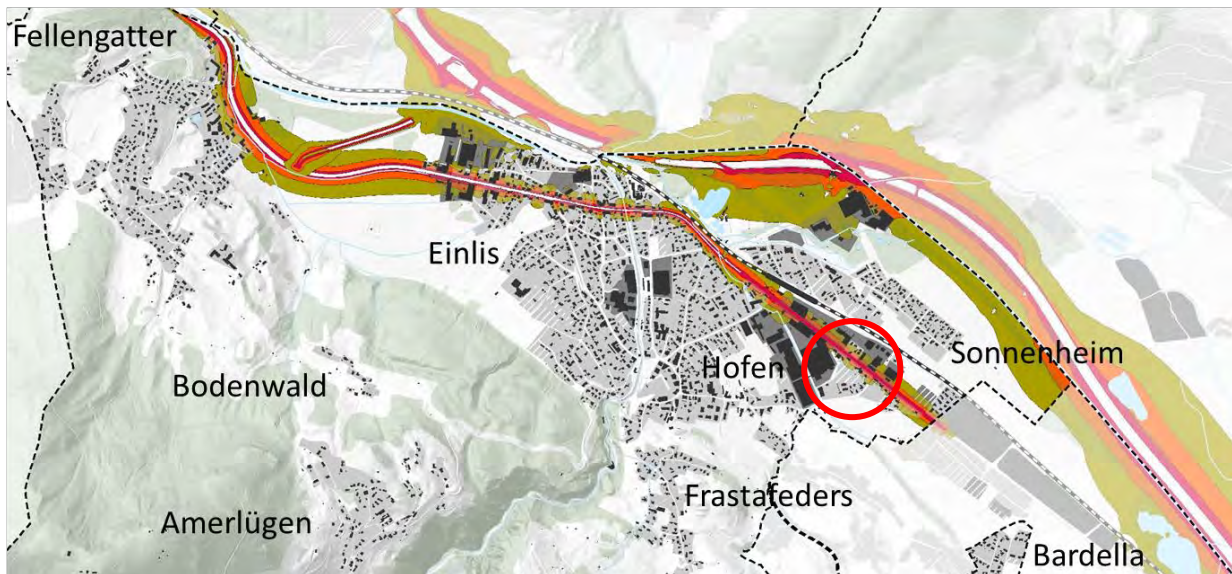 Fellengatter
Einlis
Bodenwald
Hofen
Sonnenheim
Amerlügen
Frastafeders
Bardella